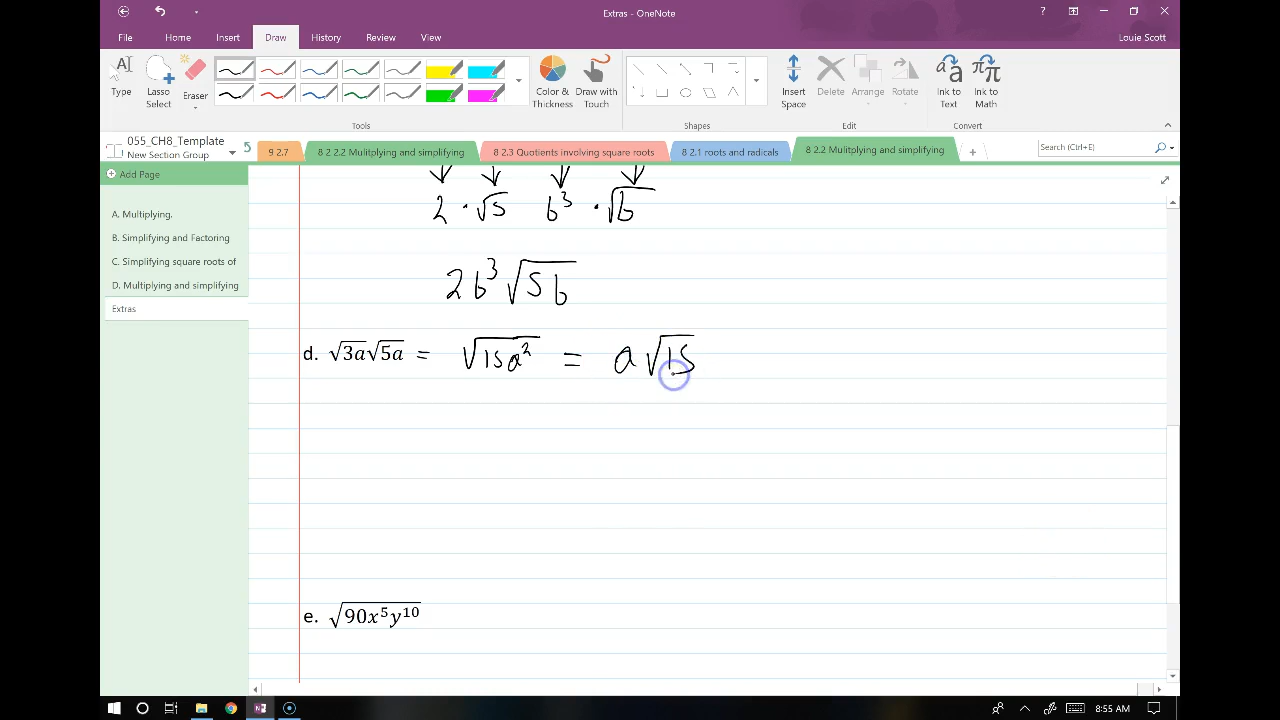 Extras - OneNote
?
File Home Insert Draw History Review View
Louie Scott
Type
Lasso Select
Eraser
Color & Thickness
Draw with Touch
Insert Space
Delete
Arrange
Rotate
Ink to Text
Ink to Math
Tools
Shapes
Edit
Convert
055_CH8_Template
New Section Group
9 2.7
8 2.2.2 Mulitplying and simplifying
8 2.3 Quotients involving square roots
8 2.1 roots and radicals
8 2.2 Mulitplying and simplifying
+
Search (Ctrl+E)
Add Page
A. Multiplying.
B. Simplifying and Factoring
C. Simplifying square roots of
D. Multiplying and simplifying
Extras
2 · √5 b³ · √b
2b³ √5b
d. √3a√5a = √15a² = a √15
e. √90x⁵y¹⁰
8:55 AM